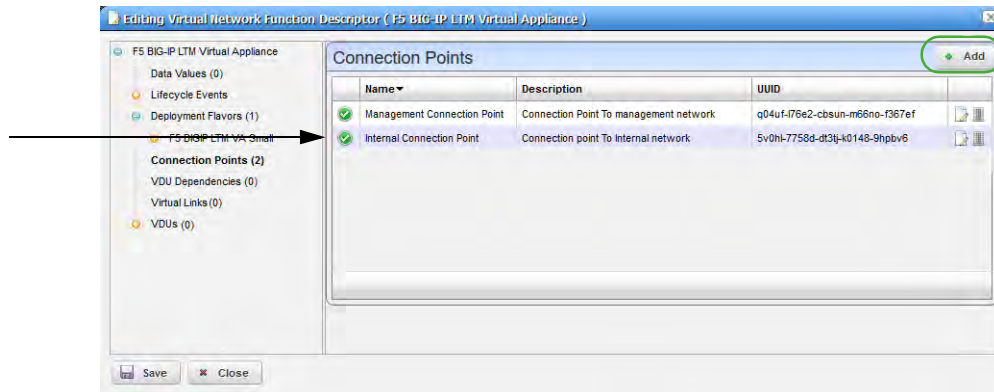 Editing Virtual Network Function Descriptor ( F5 BIG-IP LTM Virtual Appliance )
F5 BIG-IP LTM Virtual Appliance
Data Values (0)
Lifecycle Events
Deployment Flavors (1)
F5 BIGIP LTM VA Small
Connection Points (2)
VDU Dependencies (0)
Virtual Links (0)
VDUs (0)
Connection Points
Add
Name Description UUID
Management Connection Point Connection Point To management network q04uf-l76e2-cbsun-m66no-f367ef
Internal Connection Point Connection point To Internal network 5v0hl-7758d-dt3tj-k0148-9hpbv6
Save Close